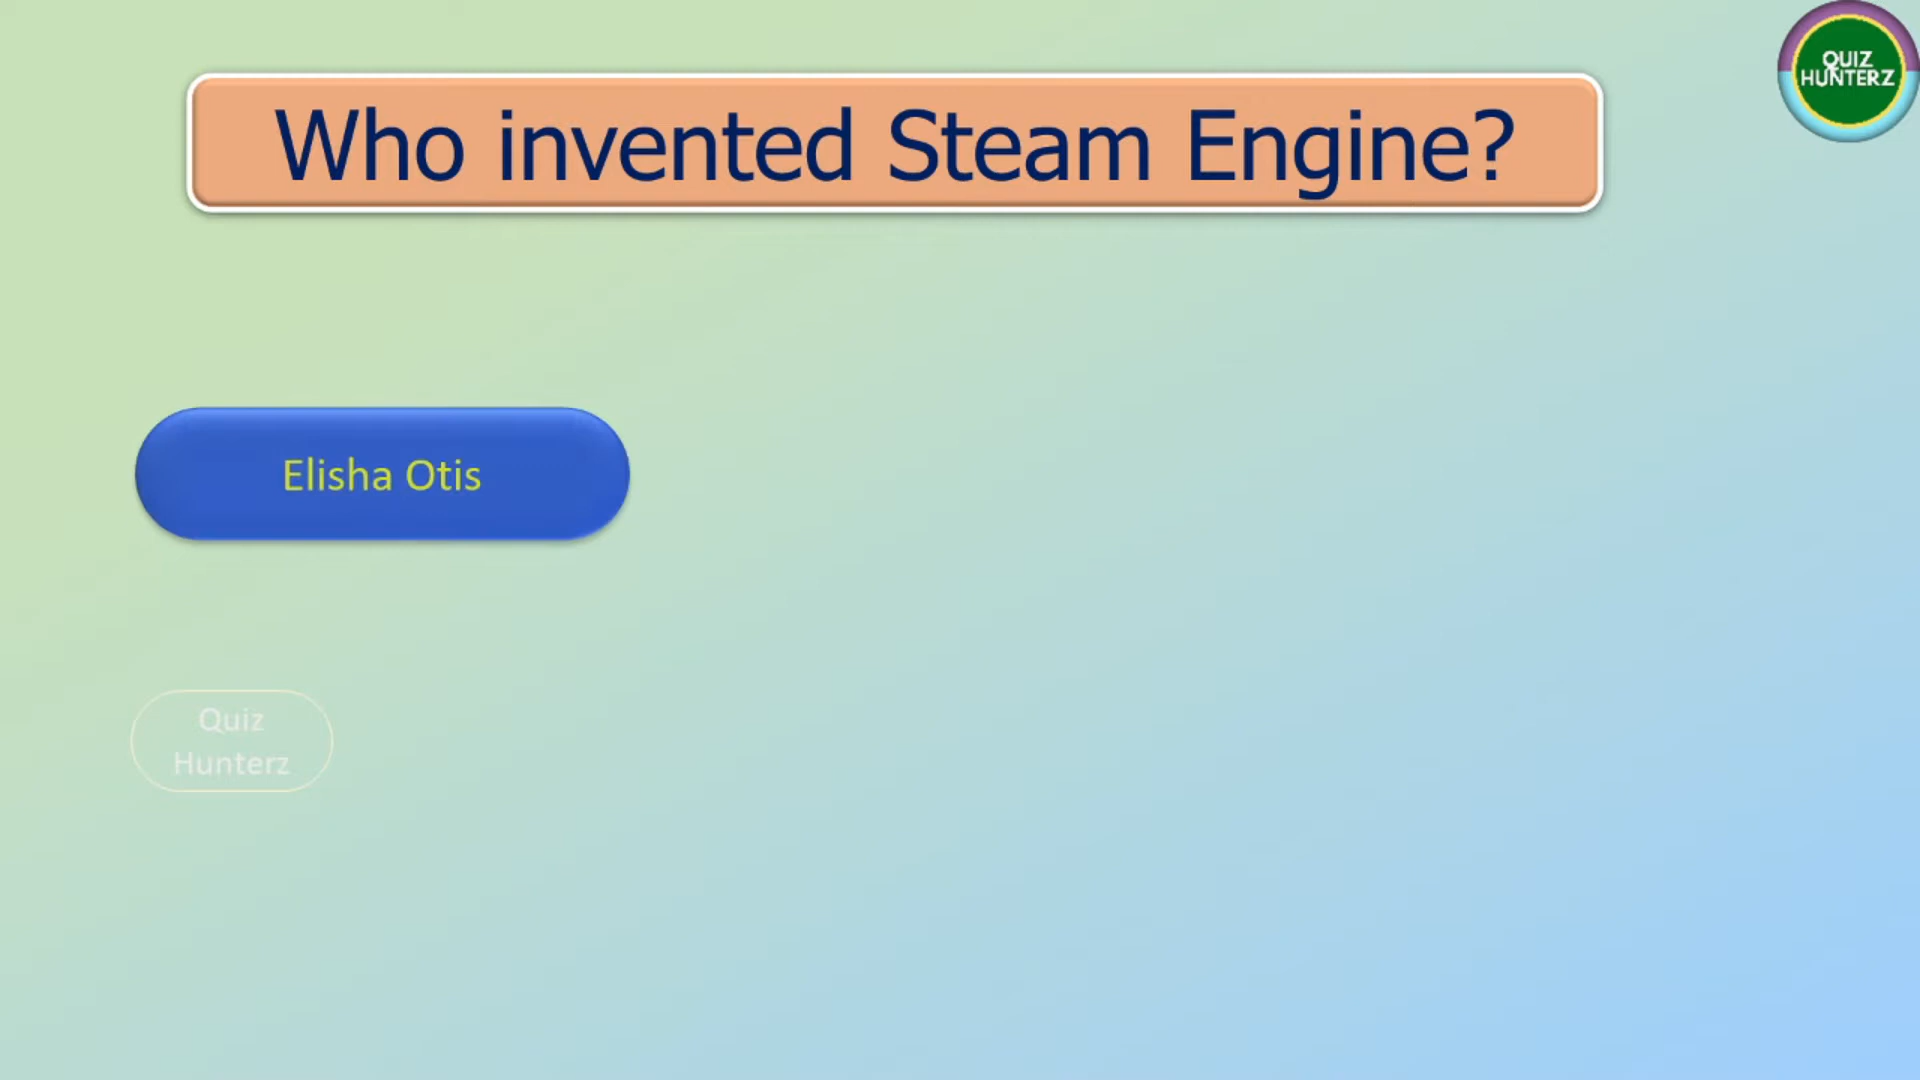 QUIZ
HUNTERZ
Who invented Steam Engine?
Elisha Otis
Quiz
Hunterz